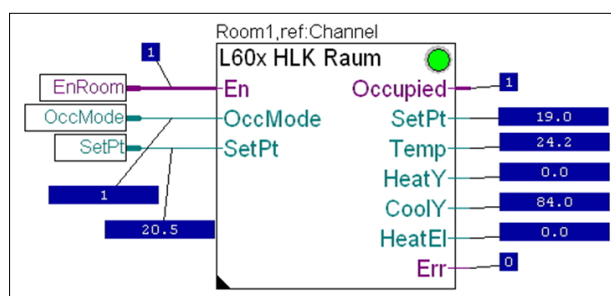 Room1,ref:Channel
1
L60x HLK Raum
EnRoom
En
Occupied
1
OccMode
OccMode
SetPt
19.0
SetPt
SetPt
Temp
24.2
HeatY
0.0
1
CoolY
84.0
20.5
HeatEl
0.0
Err
0